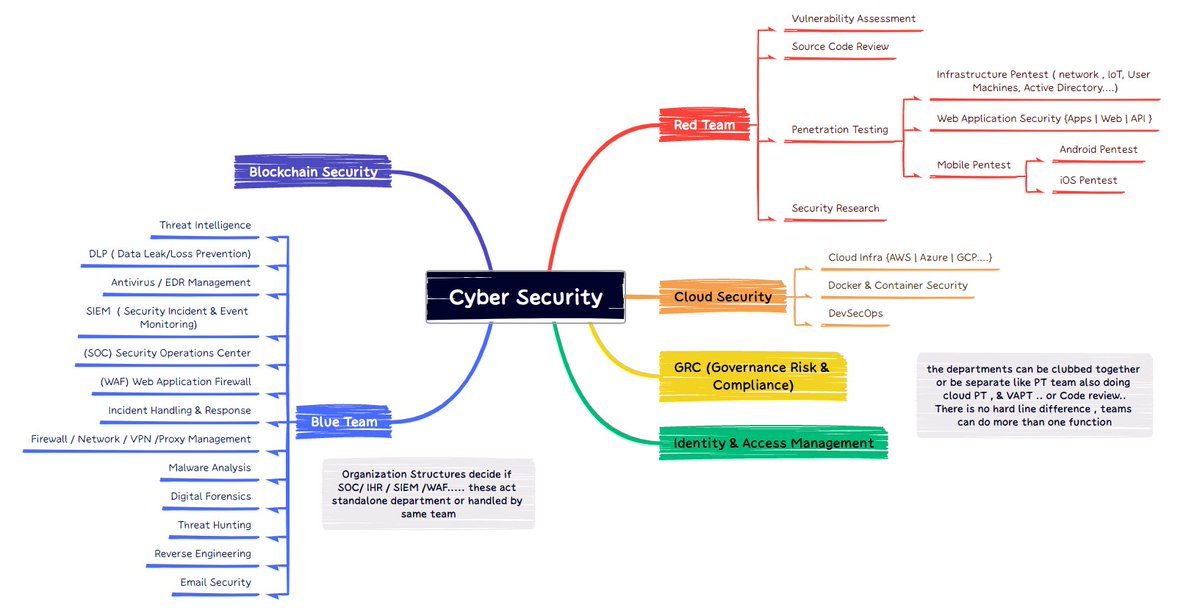 Cyber Security
Red Team
Vulnerability Assessment
Source Code Review
Penetration Testing
Infrastructure Pentest ( network , IoT, User
Machines, Active Directory....)
Web Application Security {Apps | Web | API }
Mobile Pentest
Android Pentest
iOS Pentest
Security Research
Cloud Security
Cloud Infra {AWS | Azure | GCP....}
Docker & Container Security
DevSecOps
GRC (Governance Risk &
Compliance)
Identity & Access Management
the departments can be clubbed together
or be separate like PT team also doing
cloud PT , & VAPT .. or Code review..
There is no hard line difference , teams
can do more than one function
Blockchain Security
Blue Team
Threat Intelligence
DLP ( Data Leak/Loss Prevention)
Antivirus / EDR Management
SIEM ( Security Incident & Event
Monitoring)
(SOC) Security Operations Center
(WAF) Web Application Firewall
Incident Handling & Response
Firewall / Network / VPN /Proxy Management
Malware Analysis
Digital Forensics
Threat Hunting
Reverse Engineering
Email Security
Organization Structures decide if
SOC/ IHR / SIEM /WAF..... these act
standalone department or handled by
same team